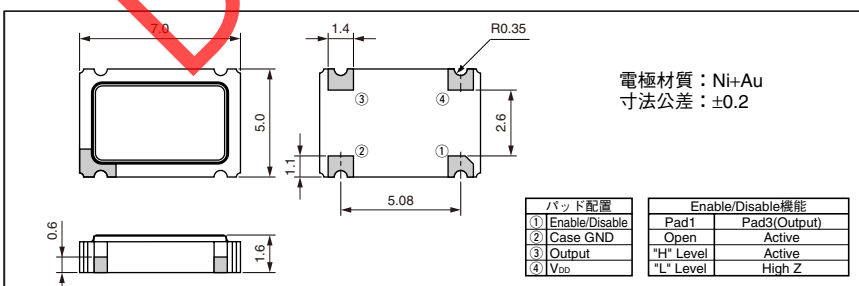 7.0
1.4
R0.35
③
④
②
①
5.0
2.6
1.1
5.08
0.6
1.6
電極材質：Ni+Au
寸法公差：±0.2
パッド配置
① Enable/Disable
② Case GND
③ Output
④ VDD
Enable/Disable機能
Pad1 Pad3(Output)
Open Active
"H" Level Active
"L" Level High Z